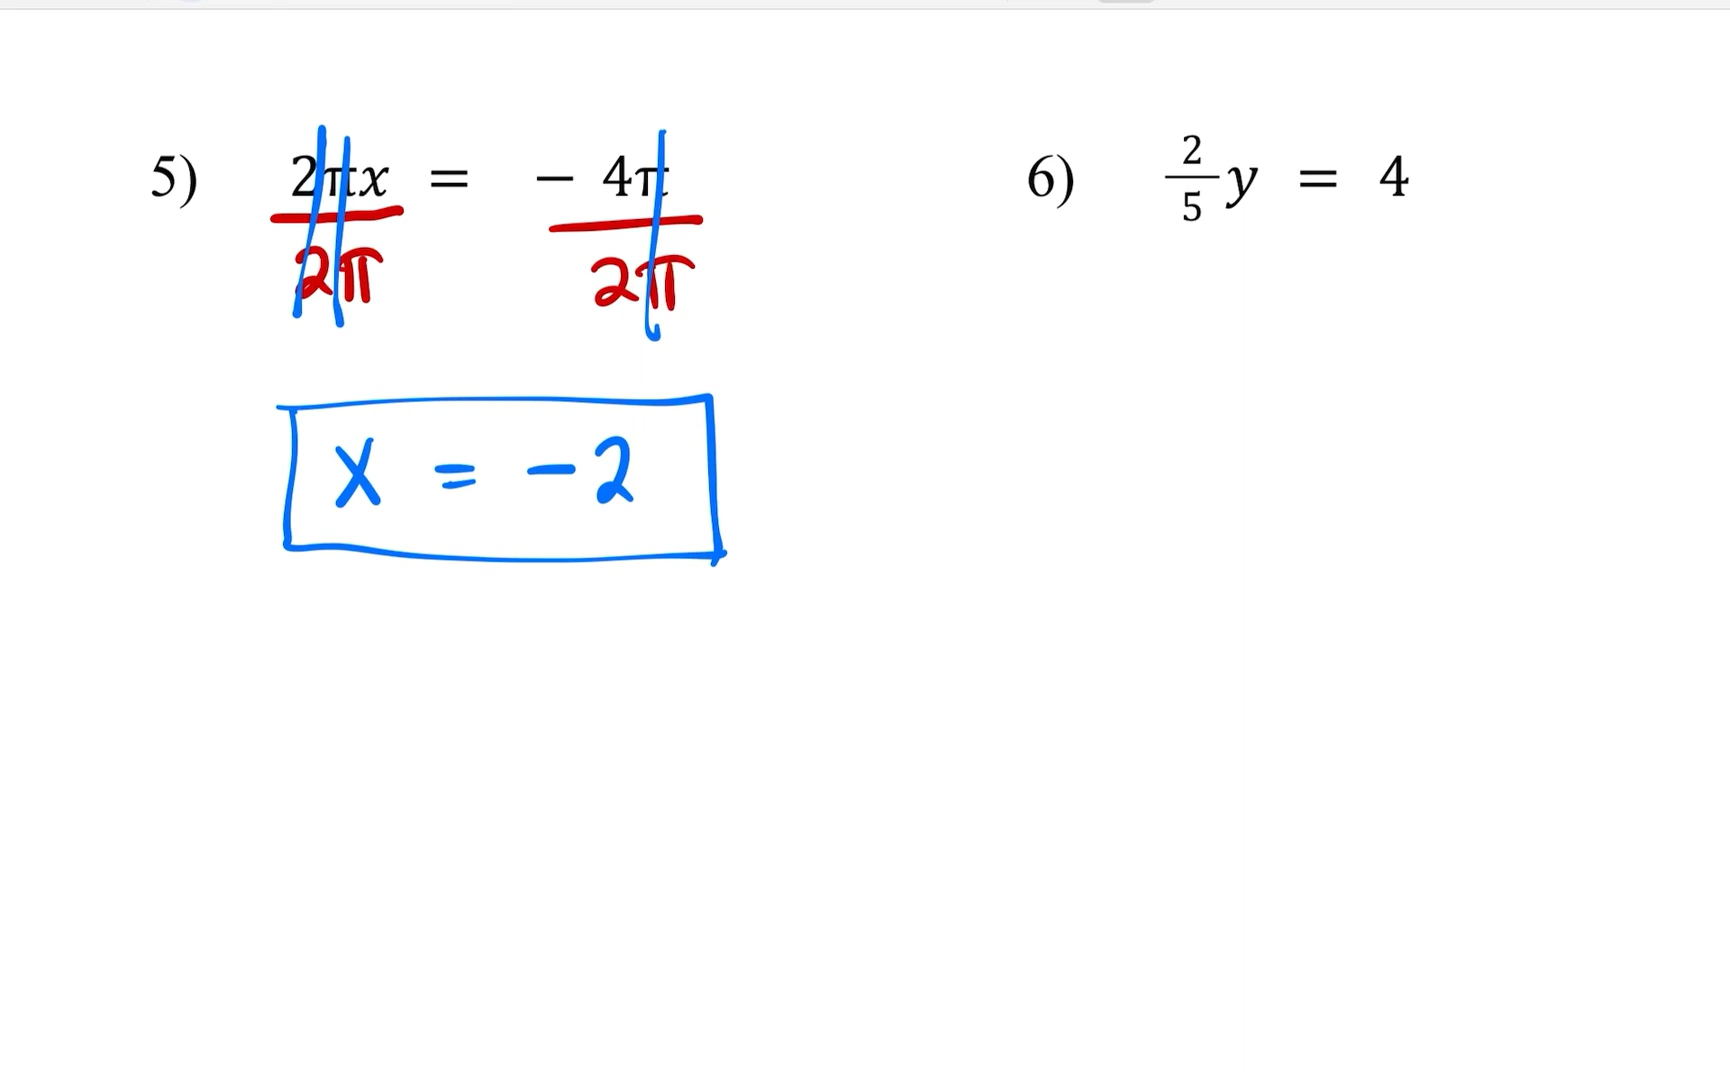 5) 2πx = − 4π
2π 2π
x = −2
6) 2/5 y = 4